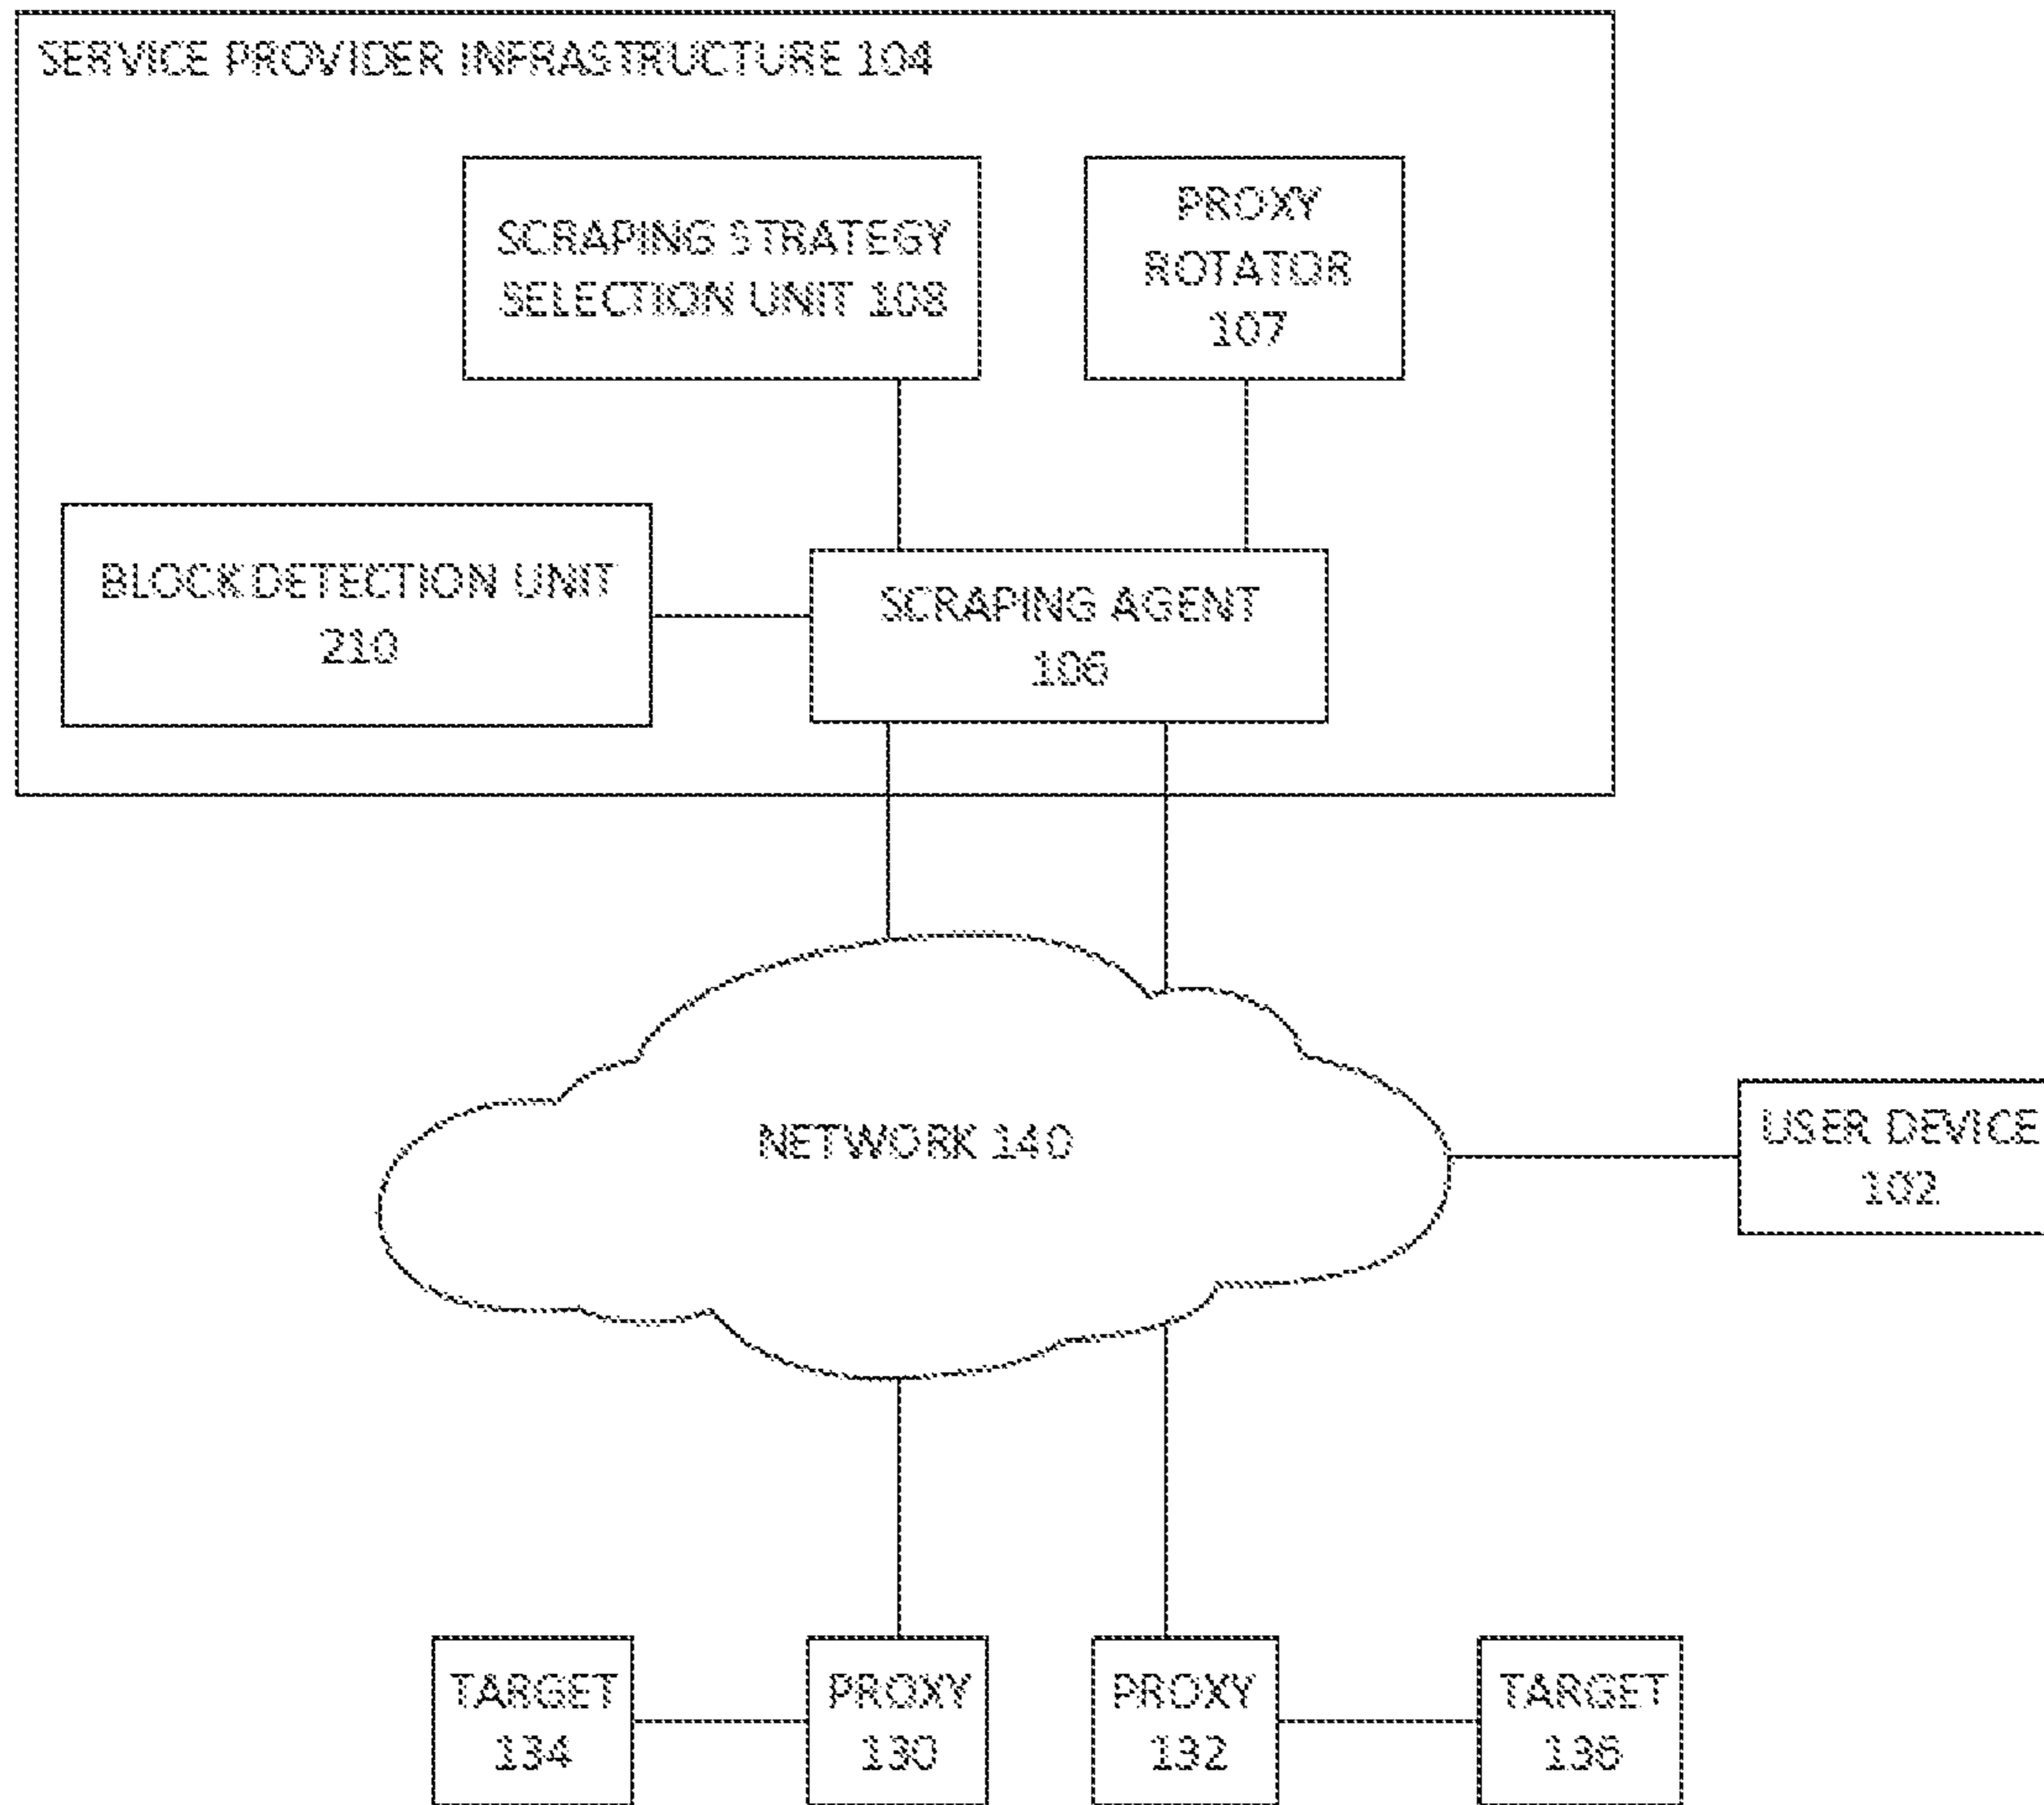 SERVICE PROVIDER INFRASTRUCTURE 104
SCRAPING STRATEGY
SELECTION UNIT 108
PROXY
ROTATOR
107
BLOCK DETECTION UNIT
210
SCRAPING AGENT
106
NETWORK 140
USER DEVICE
102
TARGET
134
PROXY
130
PROXY
132
TARGET
136